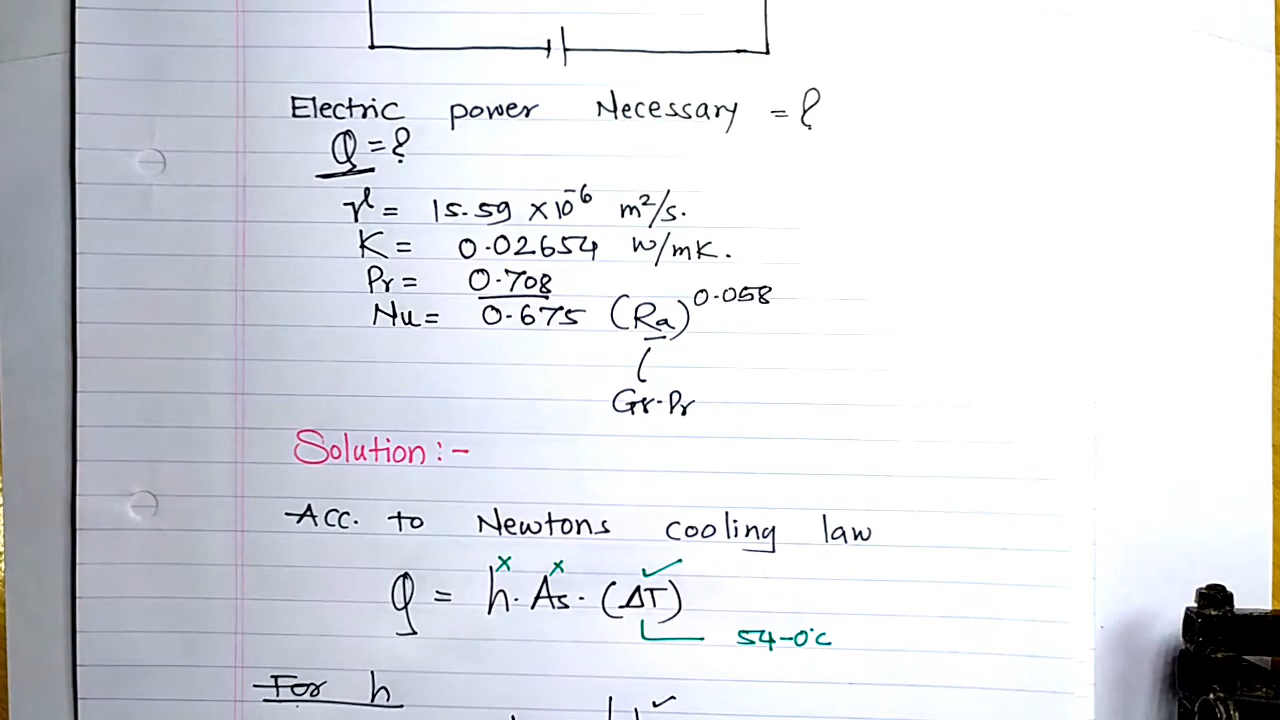 Electric power Necessary = ?
Q = ?
γ = 15.59 × 10⁻⁶ m²/s.
K = 0.02654 W/mK.
Pr = 0.708
Nu = 0.675 (Ra)^0.058
Gr.Pr
Solution :-
Acc. to Newtons cooling law
Q = h. As. (ΔT)
54-0°C
For h